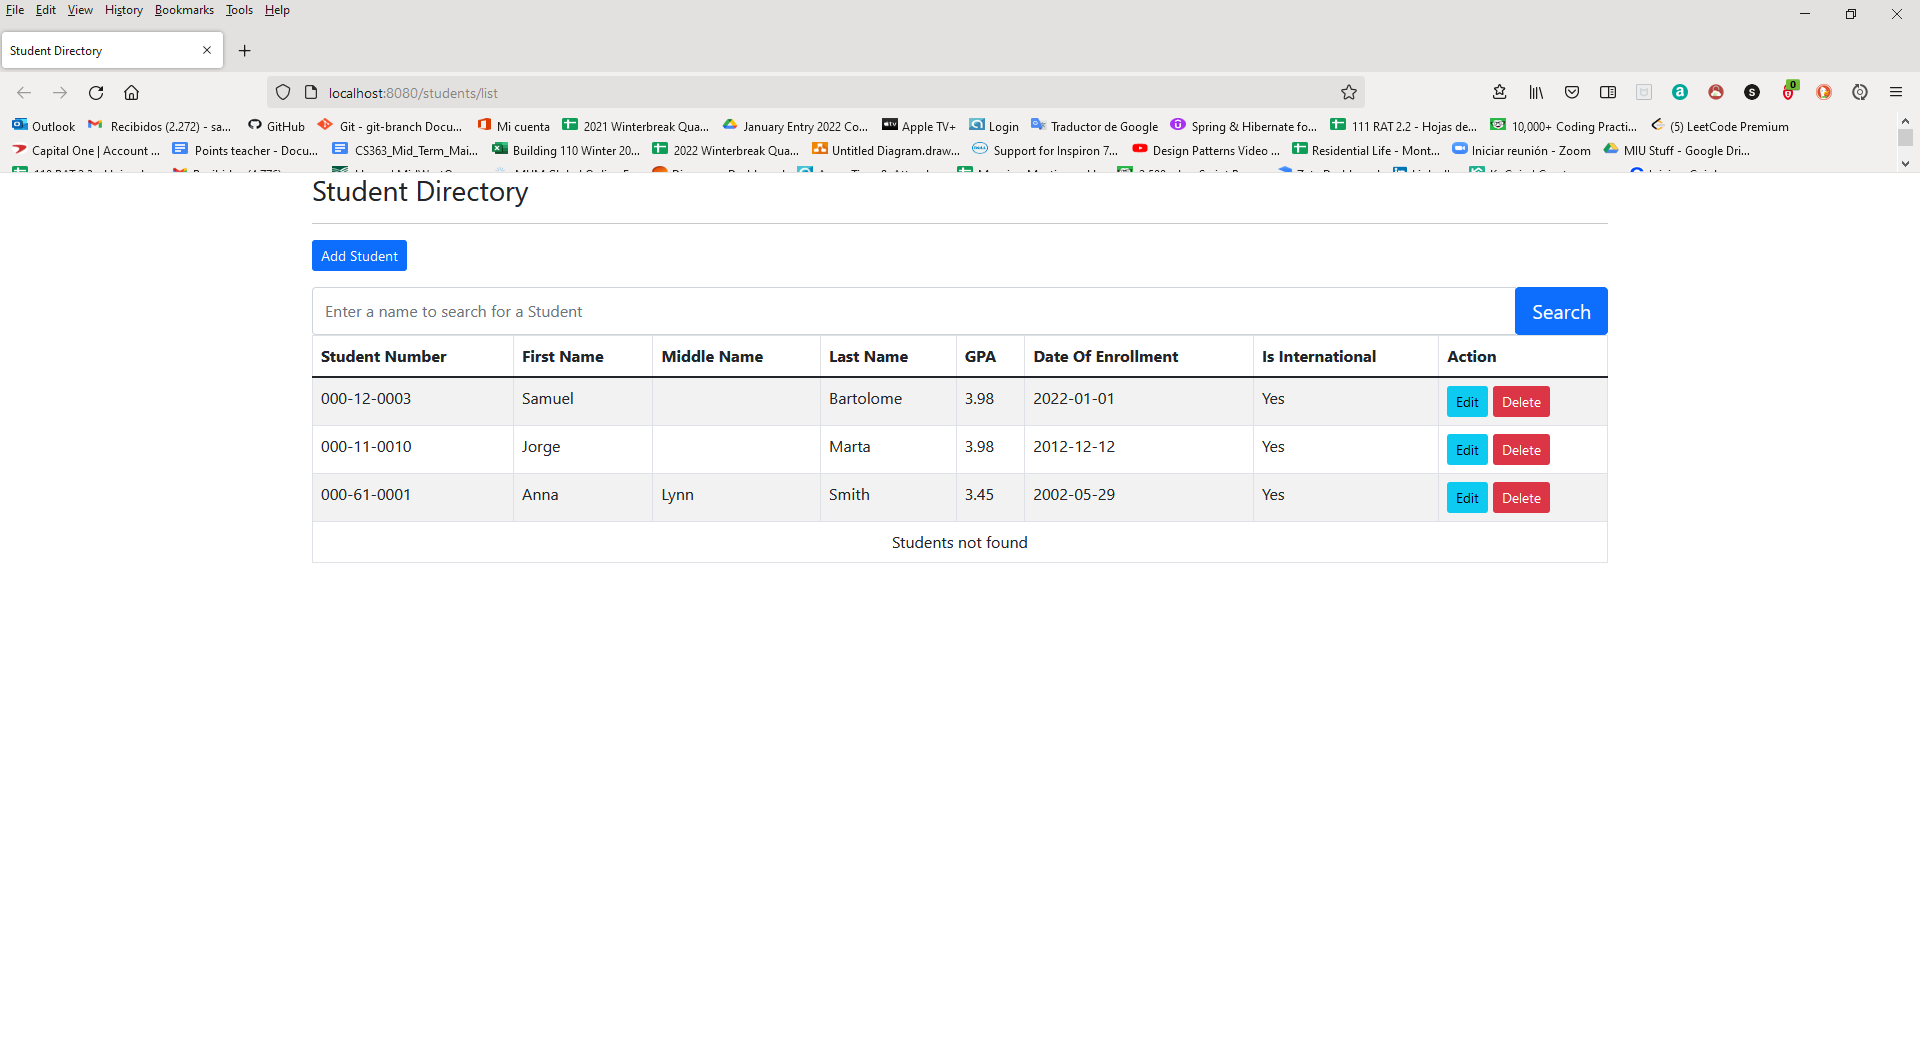 File Edit View History Bookmarks Tools Help
Student Directory
localhost:8080/students/list
0
Outlook Recibidos (2.272) - sa... GitHub Git - git-branch Docu... Mi cuenta 2021 Winterbreak Qua... January Entry 2022 Co... Apple TV+ Login Traductor de Google Spring & Hibernate fo... 111 RAT 2.2 - Hojas de... 10,000+ Coding Practi... (5) LeetCode Premium
Capital One | Account ... Points teacher - Docu... CS363_Mid_Term_Mai... Building 110 Winter 20... 2022 Winterbreak Qua... Untitled Diagram.draw... Support for Inspiron 7... Design Patterns Video ... Residential Life - Mont... Iniciar reunión - Zoom MIU Stuff - Google Dri...
Student Directory
Add Student
Enter a name to search for a Student Search
Student Number First Name Middle Name Last Name GPA Date Of Enrollment Is International Action
000-12-0003 Samuel Bartolome 3.98 2022-01-01 Yes Edit Delete
000-11-0010 Jorge Marta 3.98 2012-12-12 Yes Edit Delete
000-61-0001 Anna Lynn Smith 3.45 2002-05-29 Yes Edit Delete
Students not found